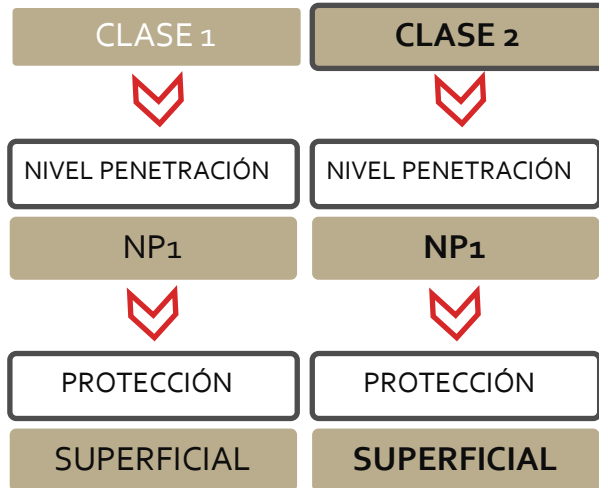 CLASE 1
CLASE 2
NIVEL PENETRACIÓN
NIVEL PENETRACIÓN
NP1
NP1
PROTECCIÓN
PROTECCIÓN
SUPERFICIAL
SUPERFICIAL